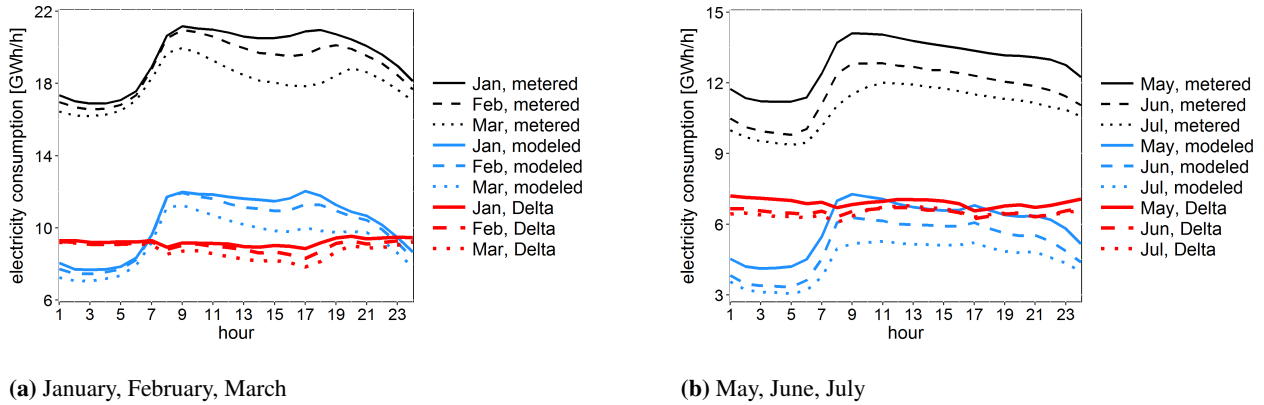 electricity consumption [GWh/h]
22
18
14
10
6
1 3 5 7 9 11 13 15 17 19 21 23
hour
Jan, metered
Feb, metered
Mar, metered
Jan, modeled
Feb, modeled
Mar, modeled
Jan, Delta
Feb, Delta
Mar, Delta
(a) January, February, March
electricity consumption [GWh/h]
15
12
9
6
3
1 3 5 7 9 11 13 15 17 19 21 23
hour
May, metered
Jun, metered
Jul, metered
May, modeled
Jun, modeled
Jul, modeled
May, Delta
Jun, Delta
Jul, Delta
(b) May, June, July